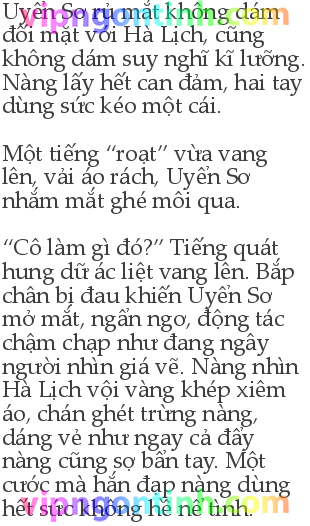 Uyển Sơ rủ mắt không dám
đối mặt với Hà Lịch, cũng
không dám suy nghĩ kĩ lưỡng.
Nàng lấy hết can đảm, hai tay
dùng sức kéo một cái.
Một tiếng “roạt” vừa vang
lên, vải áo rách, Uyển Sơ
nhắm mắt ghé môi qua.
“Cô làm gì đó?” Tiếng quát
hung dữ ác liệt vang lên. Bắp
chân bị đau khiến Uyển Sơ
mở mắt, ngẩn ngơ, động tác
chậm chạp như đang ngây
người nhìn giá vẽ. Nàng nhìn
Hà Lịch vội vàng khép xiêm
áo, chán ghét trừng nàng,
dáng vẻ như ngay cả đẩy
nàng cũng sợ bẩn tay. Một
cước mà hắn đạp nàng dùng
hết sức không hề nể tình.
vipngontinh.com
vipngontinh.com